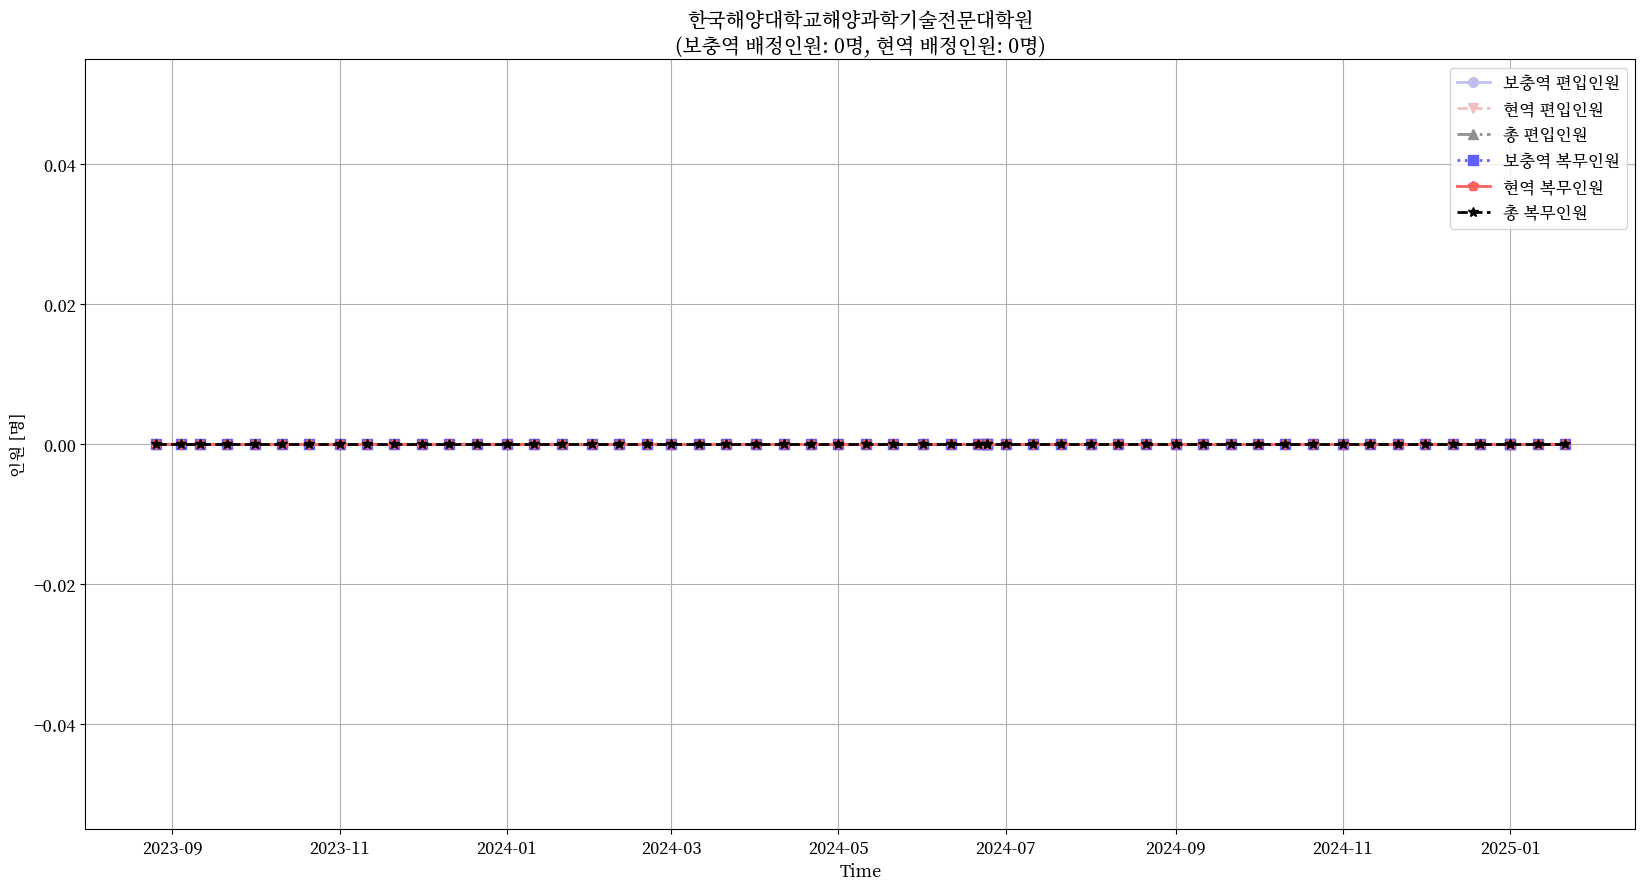 한국해양대학교해양과학기술전문대학원
(보충역 배정인원: 0명, 현역 배정인원: 0명)
보충역 편입인원
현역 편입인원
총 편입인원
보충역 복무인원
현역 복무인원
총 복무인원
인원 [명]
0.04
0.02
0.00
−0.02
−0.04
2023-09
2023-11
2024-01
2024-03
2024-05
2024-07
2024-09
2024-11
2025-01
Time